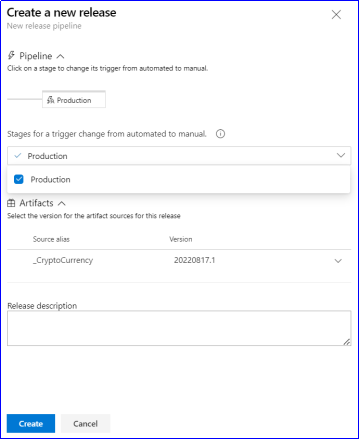 Create a new release
New release pipeline
Pipeline
Click on a stage to change its trigger from automated to manual.
Production
Stages for a trigger change from automated to manual.
Production
Production
Artifacts
Select the version for the artifact sources for this release
Source alias Version
_CryptoCurrency 20220817.1
Release description
Create Cancel